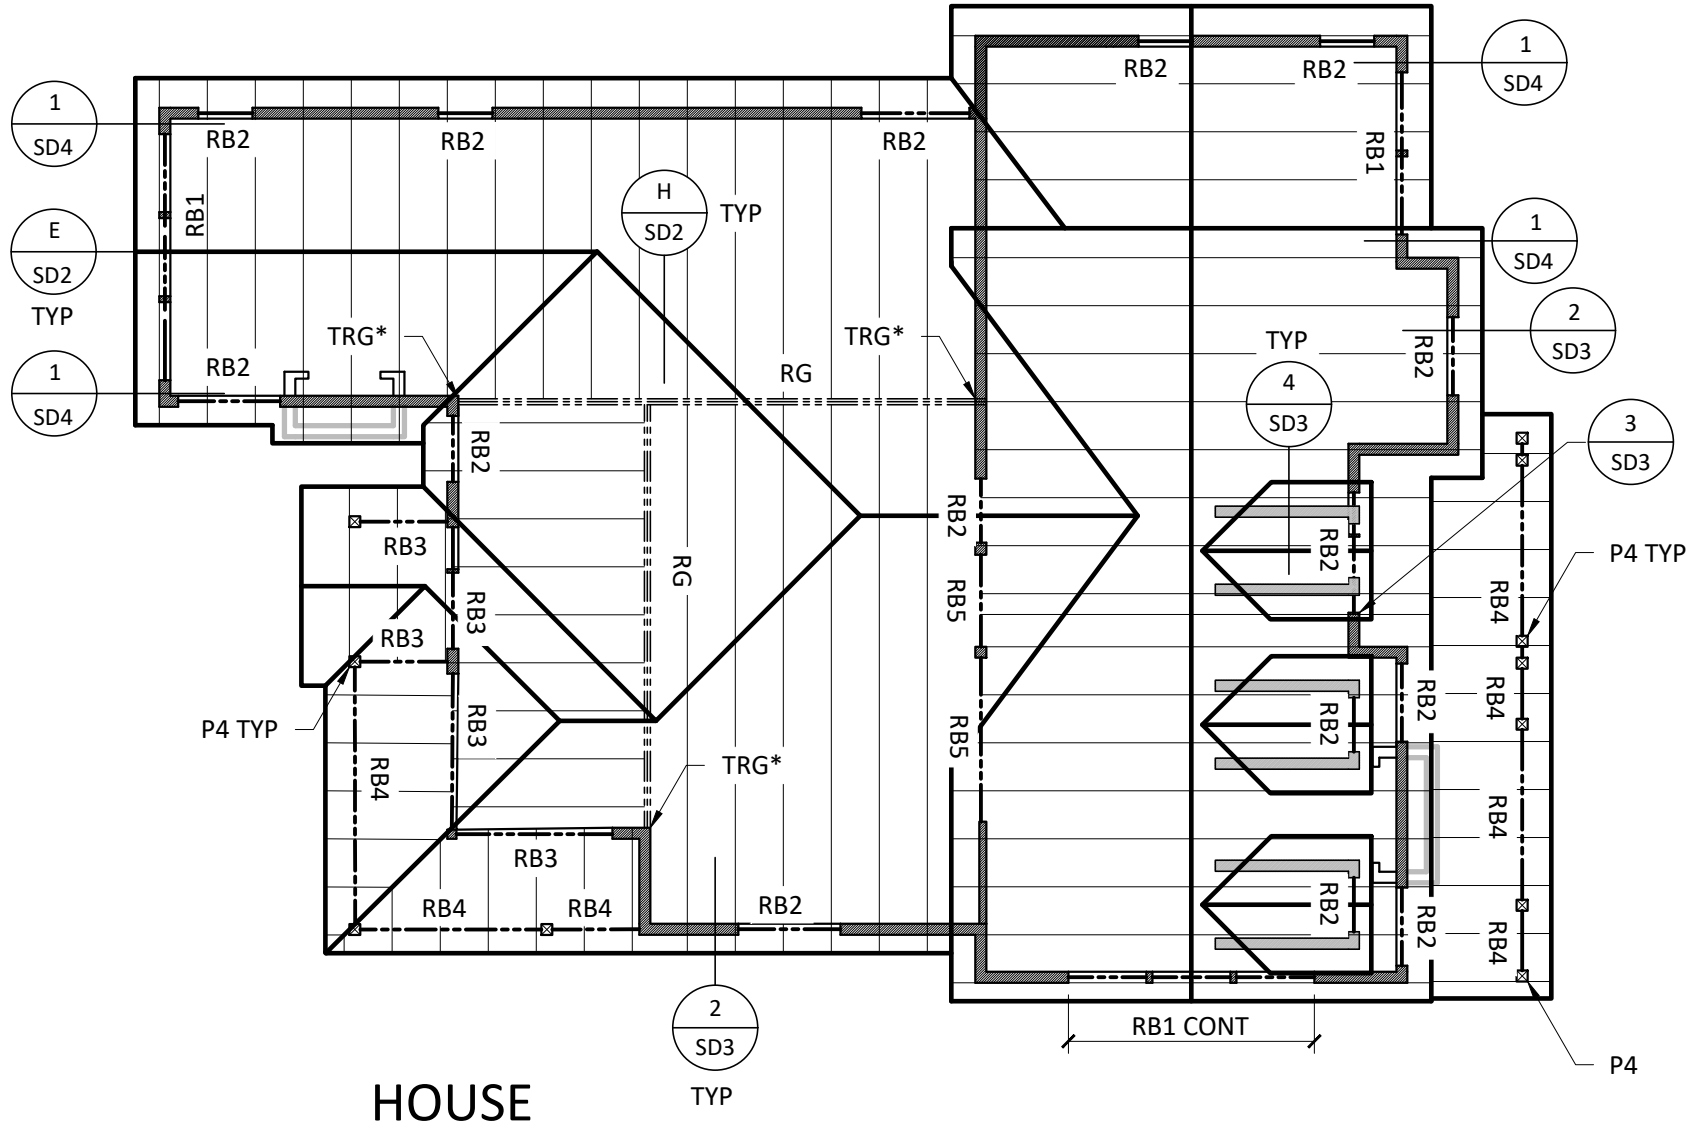 1
SD4
RB2
RB2
1
SD4
RB2
RB2
RB2
RB1
RB1
H
SD2
TYP
E
SD2
TYP
1
SD4
2
SD3
TRG*
TRG*
TYP
RB2
RB2
RG
4
SD3
1
SD4
3
SD3
RB2
RB2
RB3
RG
RB2
P4 TYP
RB3
RB3
RB5
RB4
P4 TYP
RB3
RB5
RB2
RB2
RB4
RB4
TRG*
RB4
RB3
RB4
RB4
RB2
RB2
RB2
RB4
2
SD3
TYP
RB1 CONT
P4
HOUSE